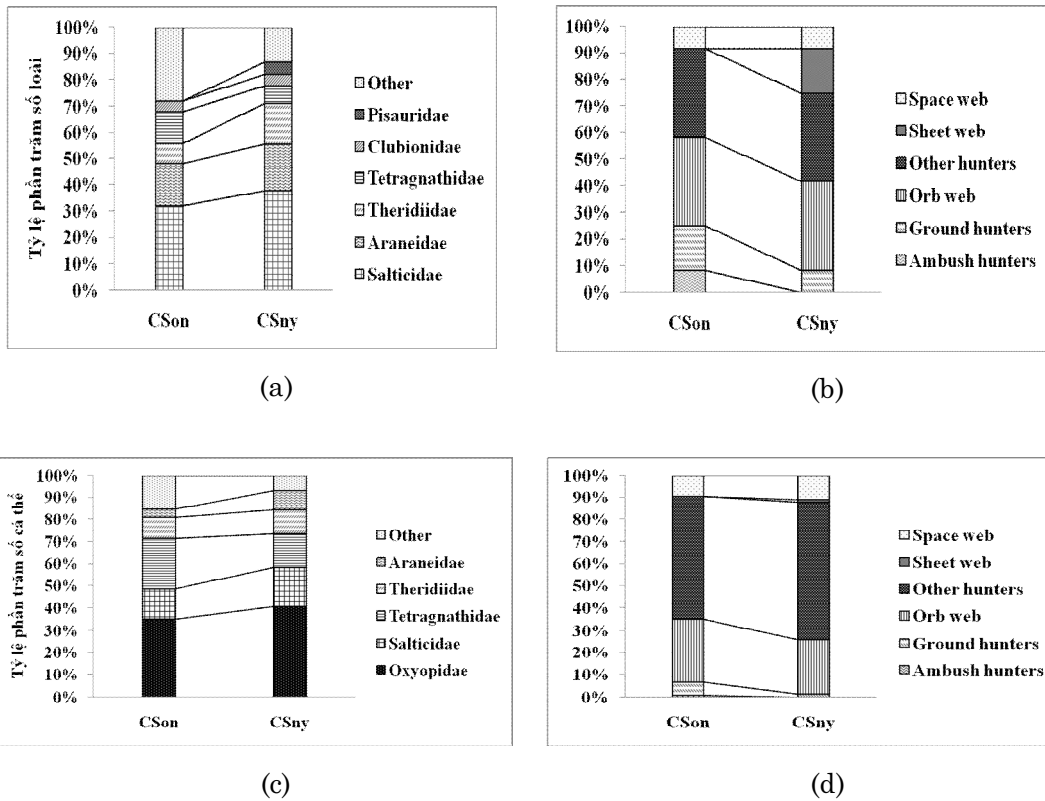 Tỷ lệ phần trăm số loài
100%
90%
80%
70%
60%
50%
40%
30%
20%
10%
0%
CSon
CSny
Other
Pisauridae
Clubionidae
Tetragnathidae
Theridiidae
Araneidae
Salticidae
(a)
100%
90%
80%
70%
60%
50%
40%
30%
20%
10%
0%
CSon
CSny
Space web
Sheet web
Other hunters
Orb web
Ground hunters
Ambush hunters
(b)
Tỷ lệ phần trăm số cá thể
100%
90%
80%
70%
60%
50%
40%
30%
20%
10%
0%
CSon
CSny
Other
Araneidae
Theridiidae
Tetragnathidae
Salticidae
Oxyopidae
(c)
100%
90%
80%
70%
60%
50%
40%
30%
20%
10%
0%
CSon
CSny
Space web
Sheet web
Other hunters
Orb web
Ground hunters
Ambush hunters
(d)